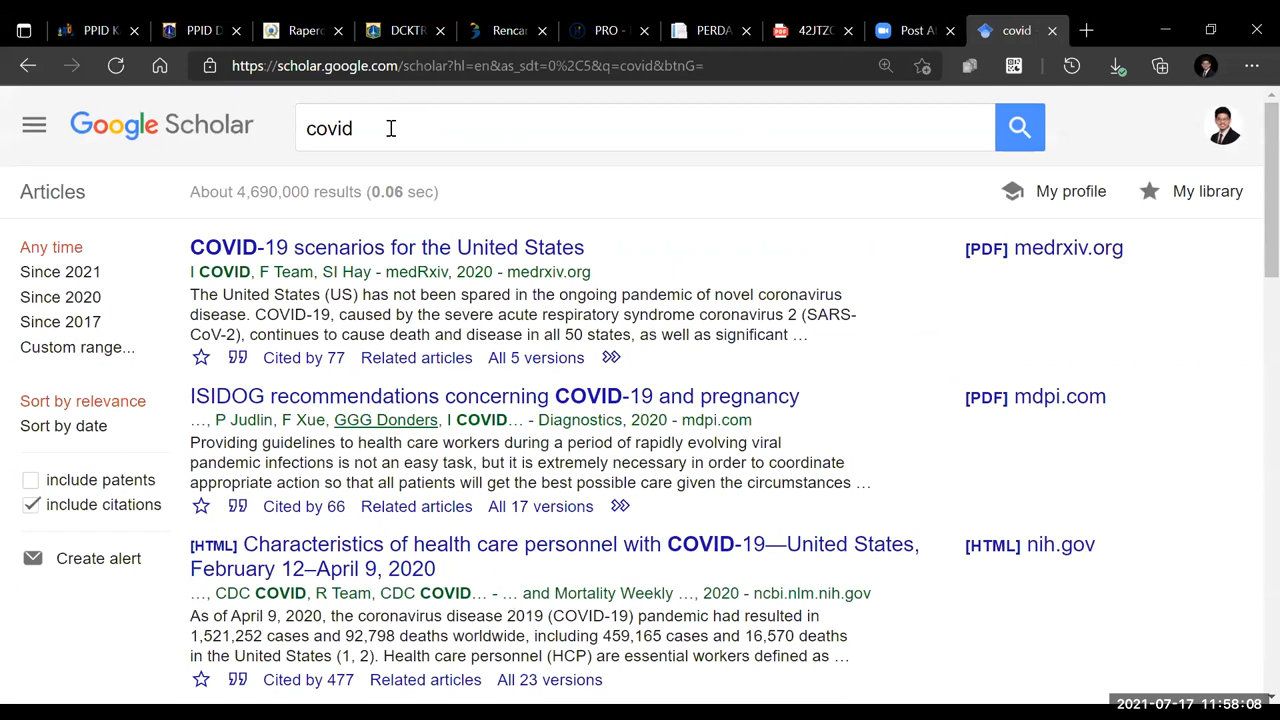 PPID K
PPID D
Raperd
DCKTR
Rencar
PRO -
PERDA
42JTZC
Post A
covid
https://scholar.google.com/scholar?hl=en&as_sdt=0%2C5&q=covid&btnG=
Google Scholar
covid
Articles
About 4,690,000 results (0.06 sec)
My profile
My library
Any time
Since 2021
Since 2020
Since 2017
Custom range...
Sort by relevance
Sort by date
include patents
include citations
Create alert
COVID-19 scenarios for the United States
I COVID, F Team, SI Hay - medRxiv, 2020 - medrxiv.org
The United States (US) has not been spared in the ongoing pandemic of novel coronavirus
disease. COVID-19, caused by the severe acute respiratory syndrome coronavirus 2 (SARS-
CoV-2), continues to cause death and disease in all 50 states, as well as significant …
Cited by 77 Related articles All 5 versions
[PDF] medrxiv.org
ISIDOG recommendations concerning COVID-19 and pregnancy
…, P Judlin, F Xue, GGG Donders, I COVID… - Diagnostics, 2020 - mdpi.com
Providing guidelines to health care workers during a period of rapidly evolving viral
pandemic infections is not an easy task, but it is extremely necessary in order to coordinate
appropriate action so that all patients will get the best possible care given the circumstances …
Cited by 66 Related articles All 17 versions
[PDF] mdpi.com
[HTML] Characteristics of health care personnel with COVID-19—United States,
February 12–April 9, 2020
…, CDC COVID, R Team, CDC COVID… - … and Mortality Weekly …, 2020 - ncbi.nlm.nih.gov
As of April 9, 2020, the coronavirus disease 2019 (COVID-19) pandemic had resulted in
1,521,252 cases and 92,798 deaths worldwide, including 459,165 cases and 16,570 deaths
in the United States (1, 2). Health care personnel (HCP) are essential workers defined as …
Cited by 477 Related articles All 23 versions
[HTML] nih.gov
2021-07-17 11:58:08